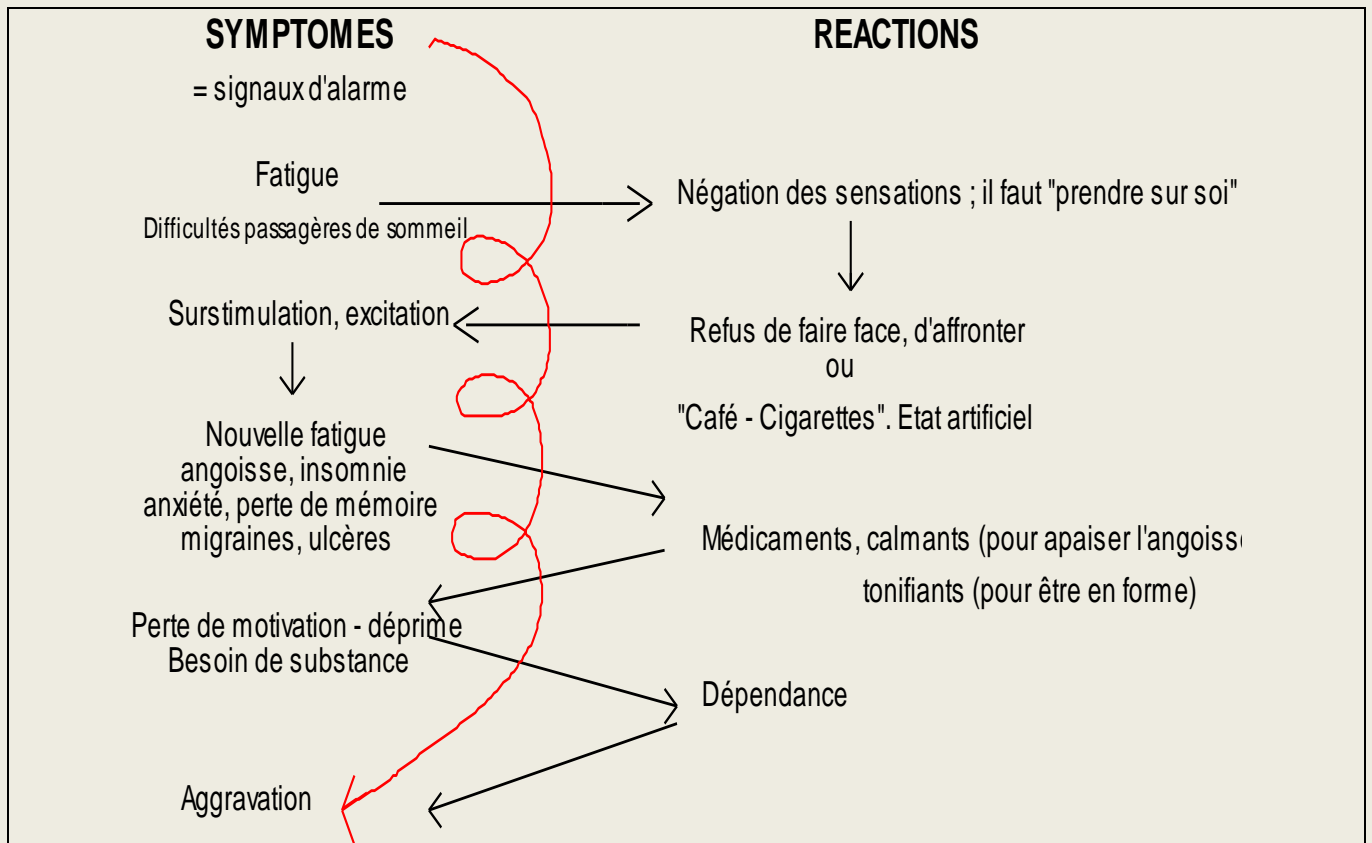 SYMPTOMES
REACTIONS
= signaux d'alarme
Fatigue
Négation des sensations ; il faut "prendre sur soi"
Difficultés passagères de sommeil
Surstimulation, excitation
Refus de faire face, d'affronter
ou
"Café - Cigarettes". Etat artificiel
Nouvelle fatigue
angoisse, insomnie
anxiété, perte de mémoire
migraines, ulcères
Médicaments, calmants (pour apaiser l'angoisse
tonifiants (pour être en forme)
Perte de motivation - déprime
Besoin de substance
Dépendance
Aggravation